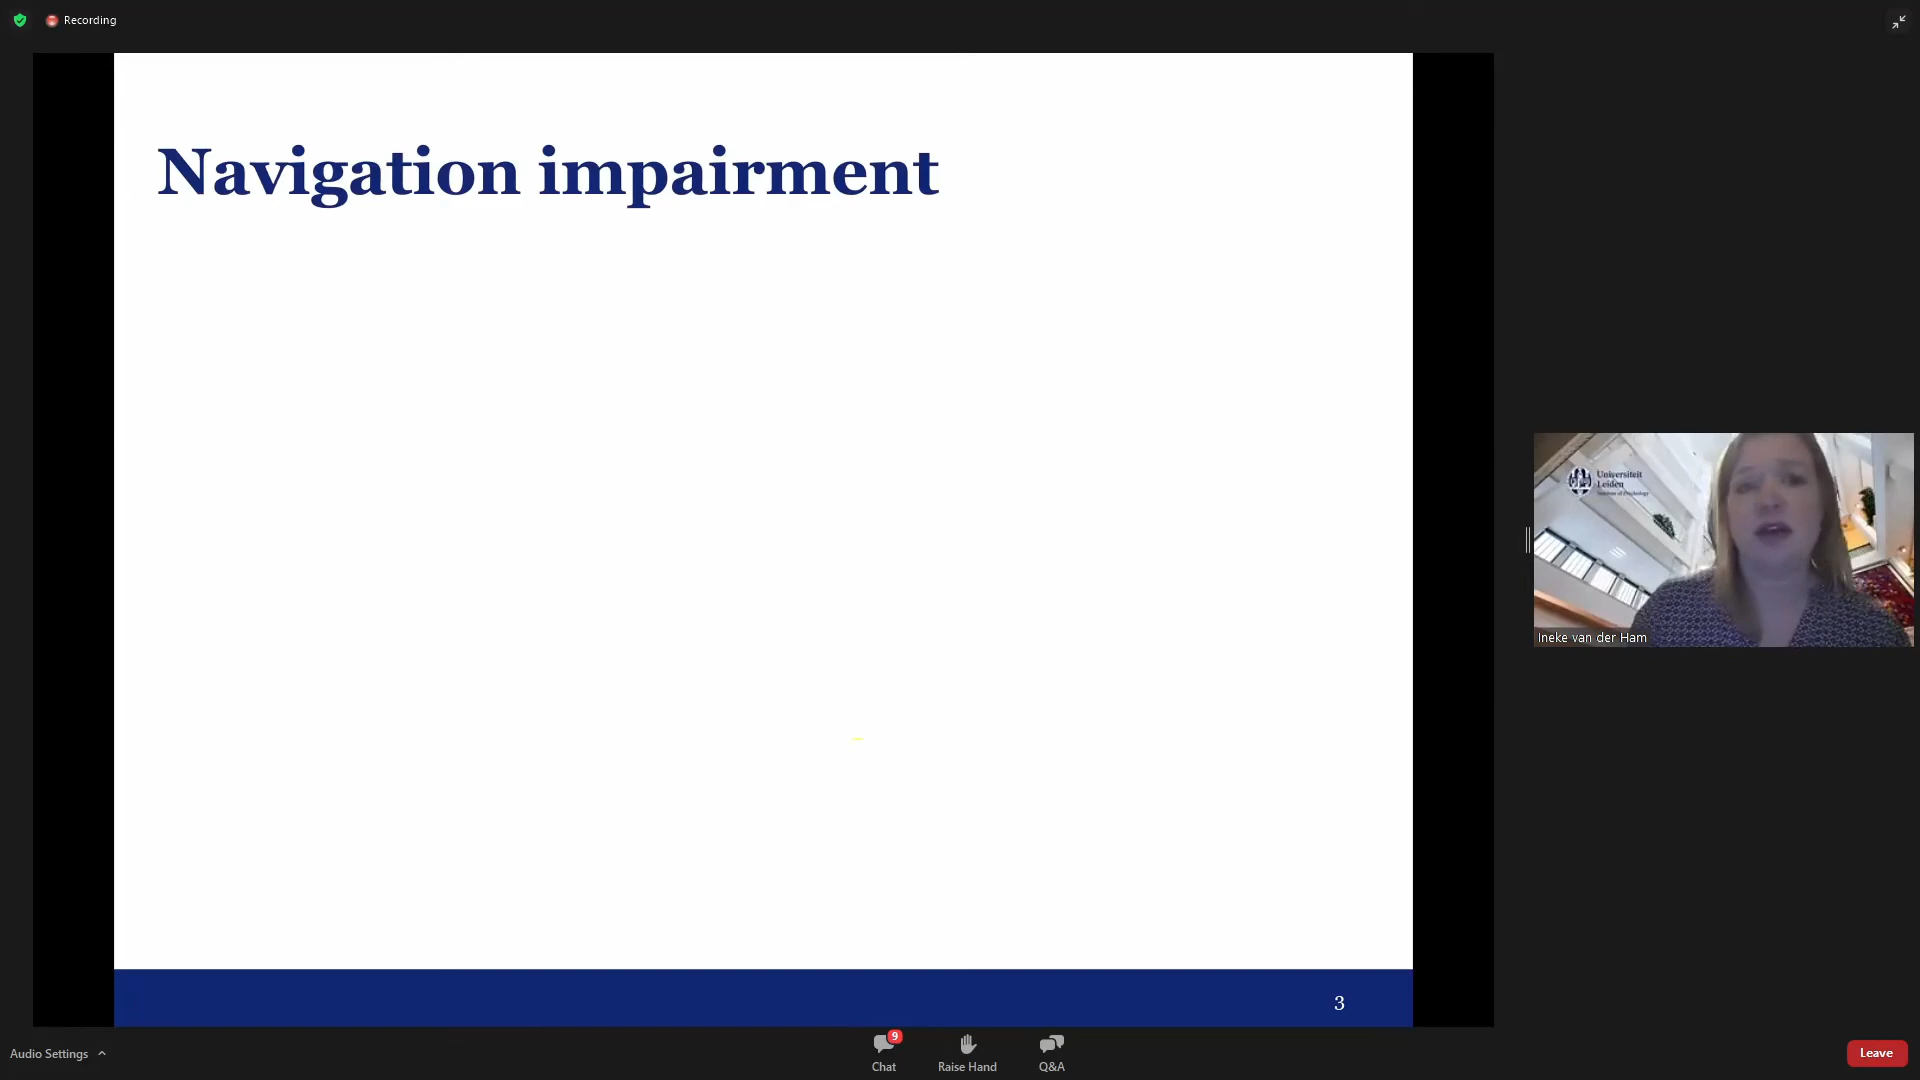 Recording
Navigation impairment
Universiteit
Leiden
Institute of Psychology
Ineke van der Ham
3
Audio Settings
9
Chat
Raise Hand
Q&A
Leave